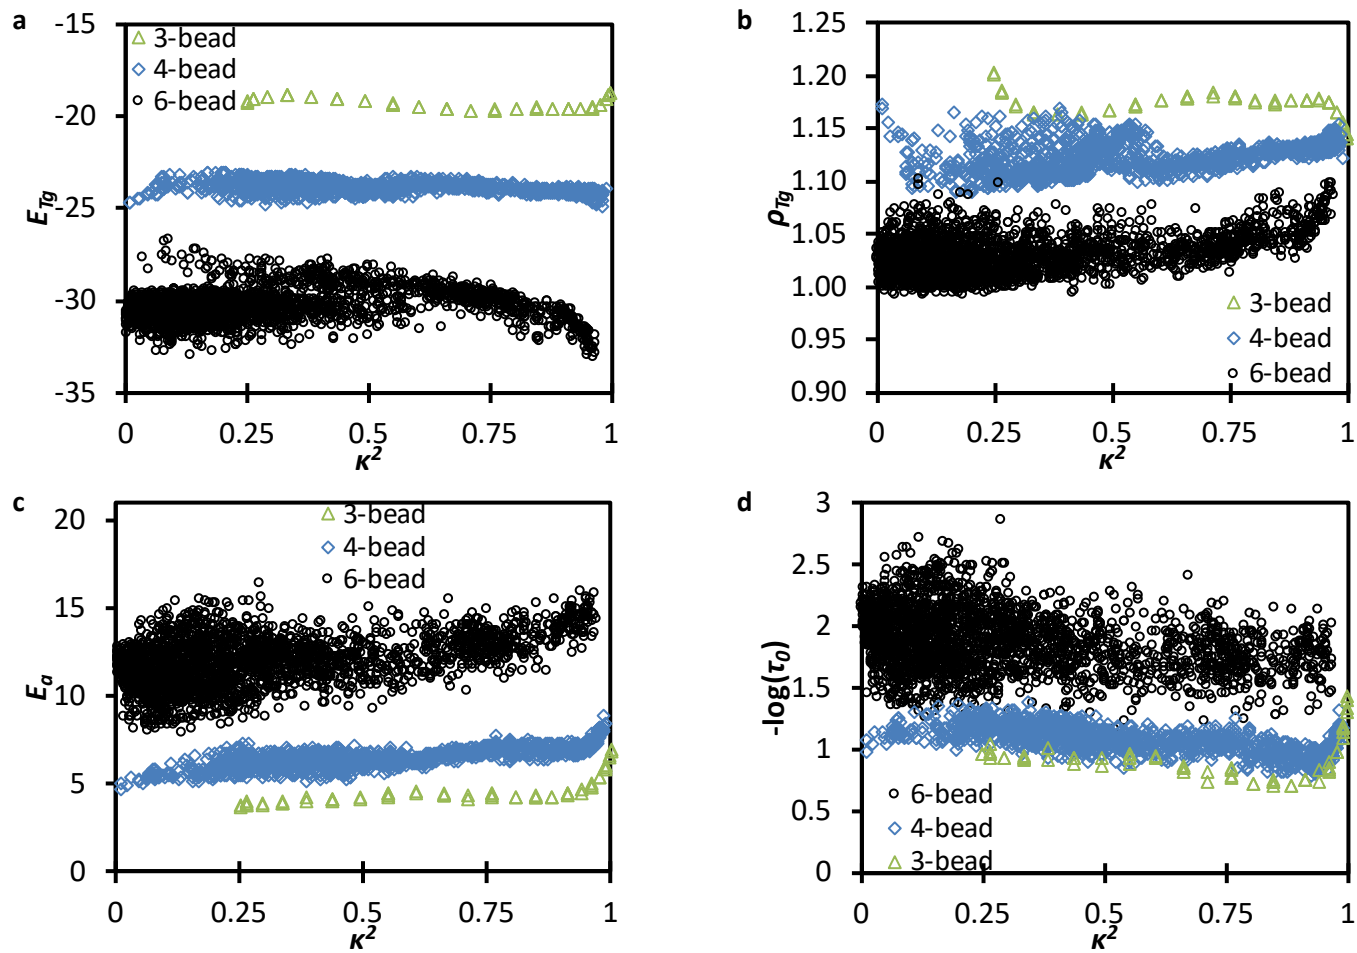 a
-15
-20
-25
-30
-35
E_Tg
3-bead
4-bead
6-bead
0 0.25 0.5 0.75 1
κ²
b
1.25
1.20
1.15
1.10
1.05
1.00
0.95
0.90
ρ_Tg
3-bead
4-bead
6-bead
0 0.25 0.5 0.75 1
κ²
c
20
15
10
5
0
E_a
3-bead
4-bead
6-bead
0 0.25 0.5 0.75 1
κ²
d
3
2.5
2
1.5
1
0.5
0
-log(τ₀)
6-bead
4-bead
3-bead
0 0.25 0.5 0.75 1
κ²